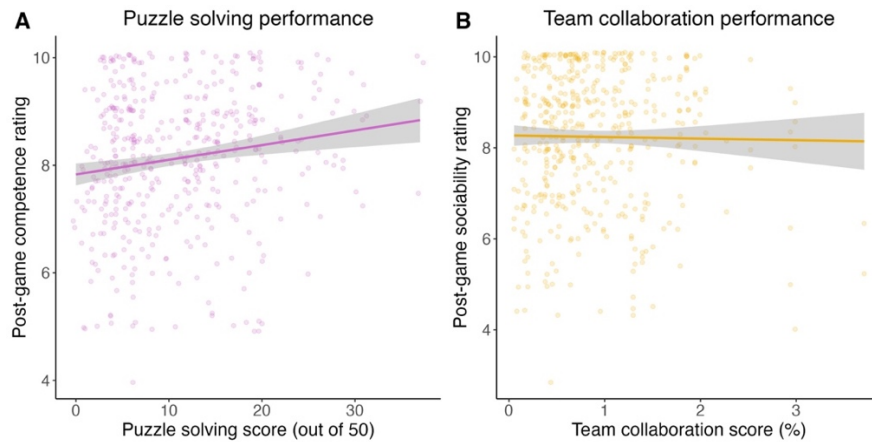 A Puzzle solving performance
10
8
6
4
Post-game competence rating
0 10 20 30
Puzzle solving score (out of 50)
B Team collaboration performance
10
8
6
4
Post-game sociability rating
0 1 2 3
Team collaboration score (%)